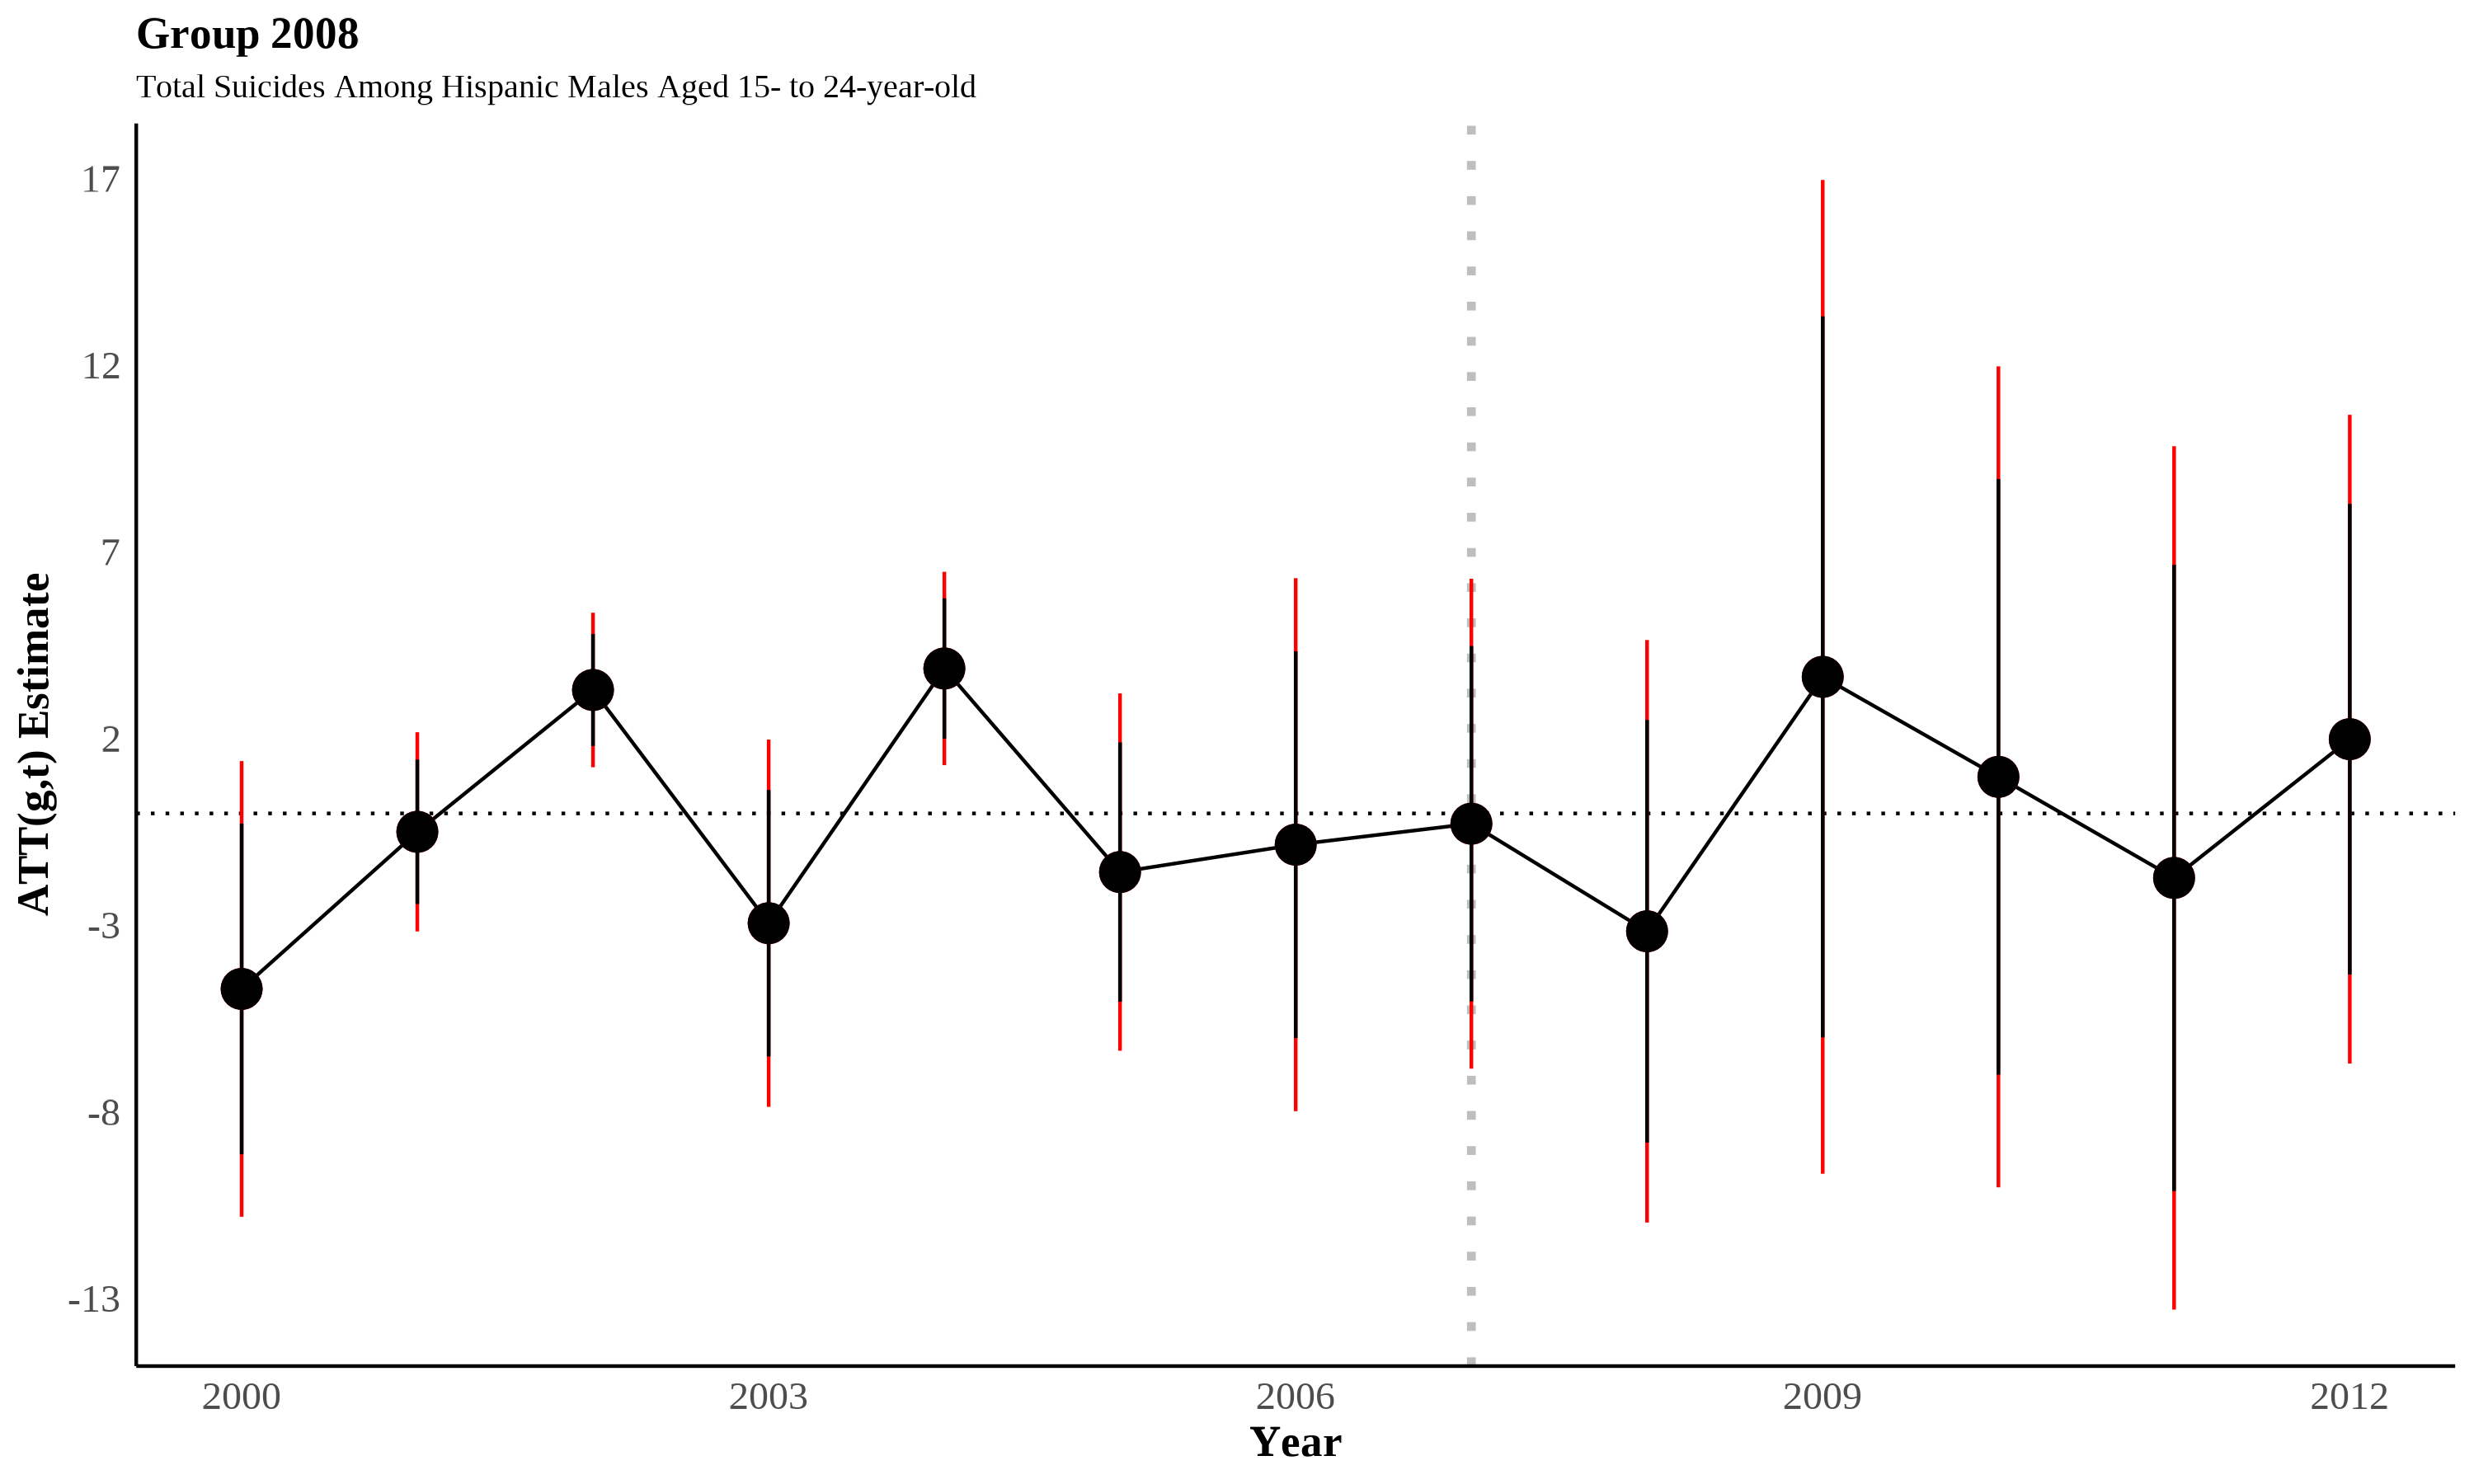 Group 2008
Total Suicides Among Hispanic Males Aged 15- to 24-year-old
ATT(g,t) Estimate
17
12
7
2
-3
-8
-13
2000 2003 2006 2009 2012
Year